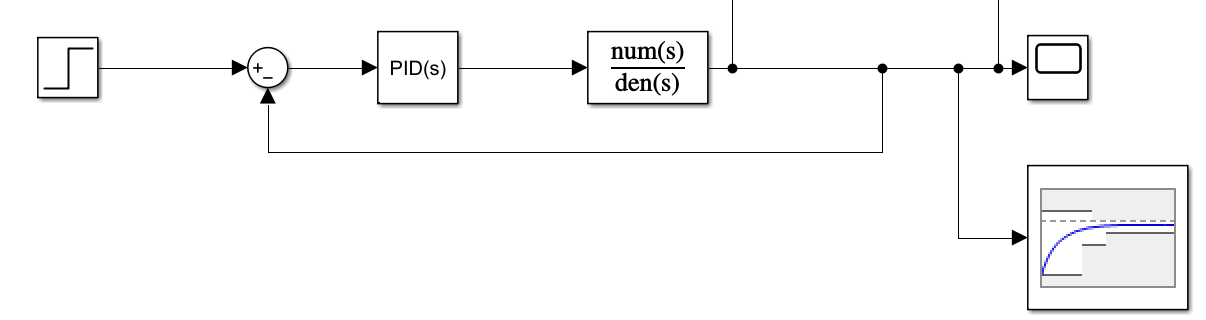 +
_
PID(s)
num(s)
den(s)